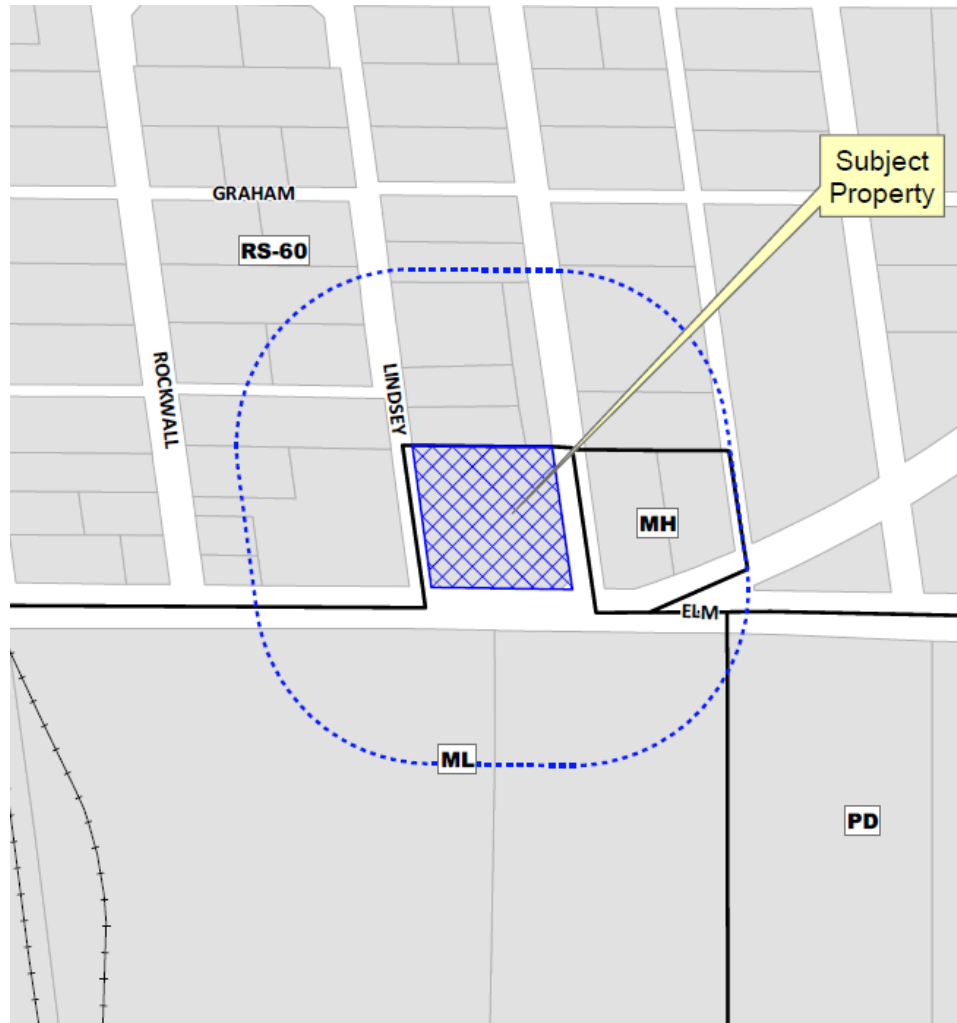 Subject
Property
GRAHAM
RS-60
ROCKWALL
LINDSEY
MH
ELM
ML
PD